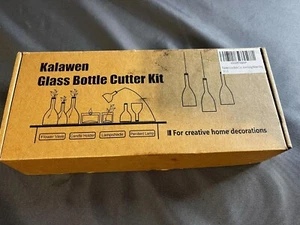 Kalawen
Glass Bottle Cutter Kit
Flower Vase
Candle Holder
Lampshade
Pendant Lamp
For creative home decorations